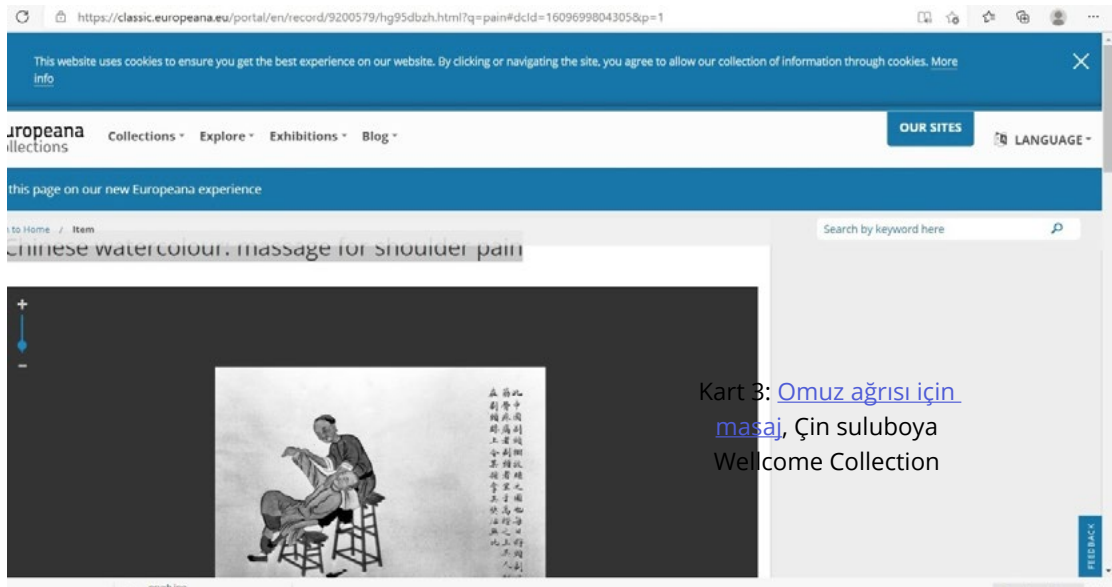 https://classic.europeana.eu/portal/en/record/9200579/hg95dbzh.html?q=pain#dcId=1609699804305&p=1
This website uses cookies to ensure you get the best experience on our website. By clicking or navigating the site, you agree to allow our collection of information through cookies. More
info
Collections Explore Exhibitions Blog
OUR SITES
LANGUAGE
this page on our new Europeana experience
to Home / Item
Search by keyword here
Chinese watercolour: massage for shoulder pain
Kart 3: Omuz ağrısı için
masaj, Çin suluboya
Wellcome Collection
FEEDBACK